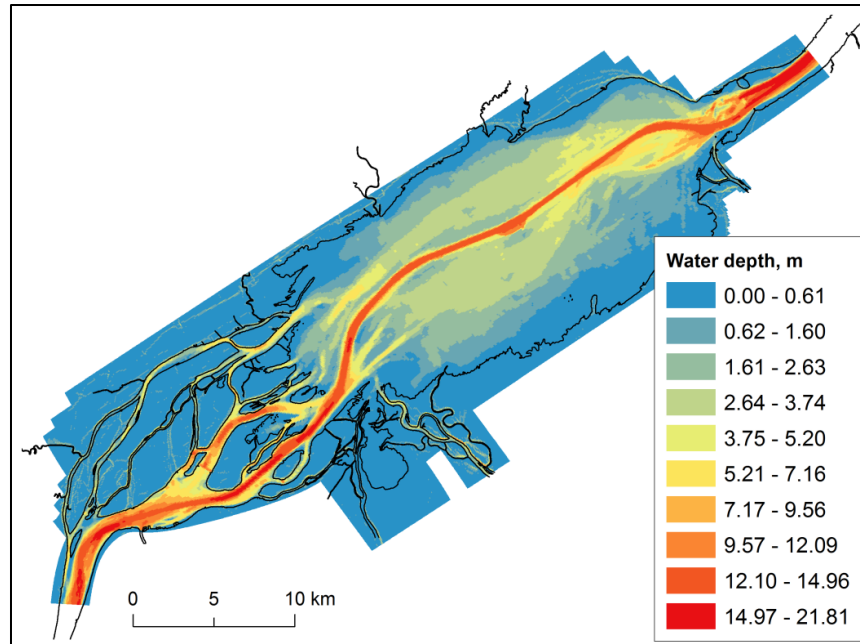 Water depth, m
0.00 - 0.61
0.62 - 1.60
1.61 - 2.63
2.64 - 3.74
3.75 - 5.20
5.21 - 7.16
7.17 - 9.56
9.57 - 12.09
12.10 - 14.96
14.97 - 21.81
0 5 10 km